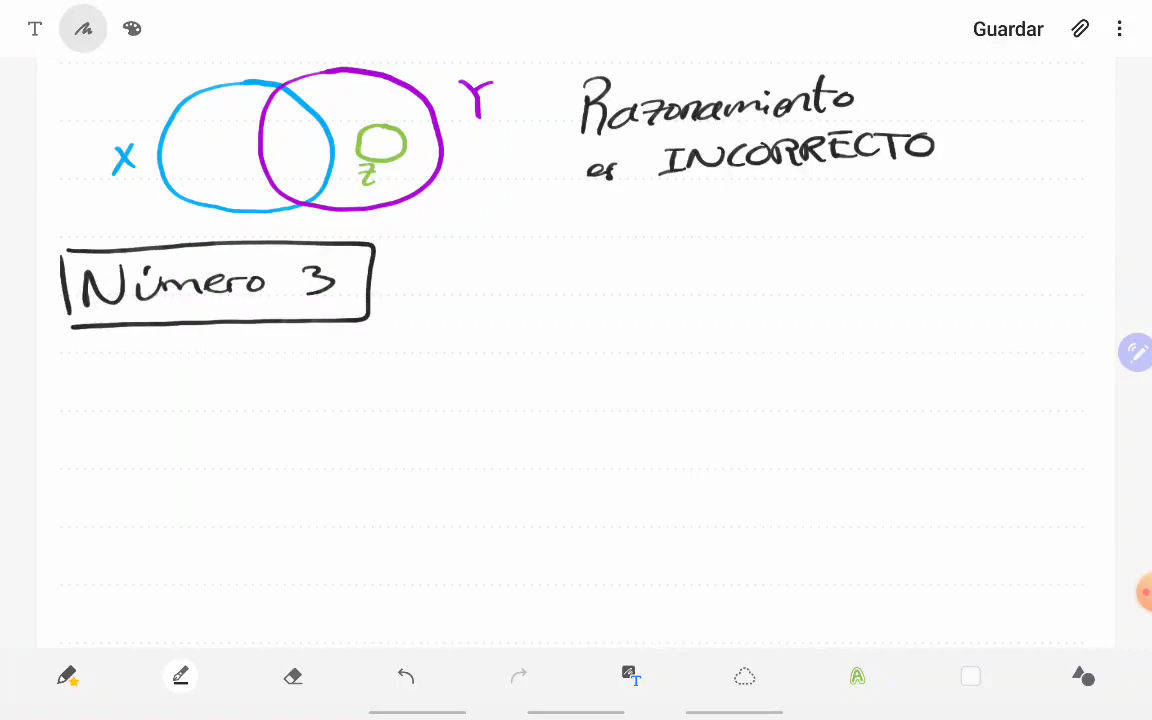 T
Guardar
X
Y
z
Razonamiento
es INCORRECTO
Número 3
T
A